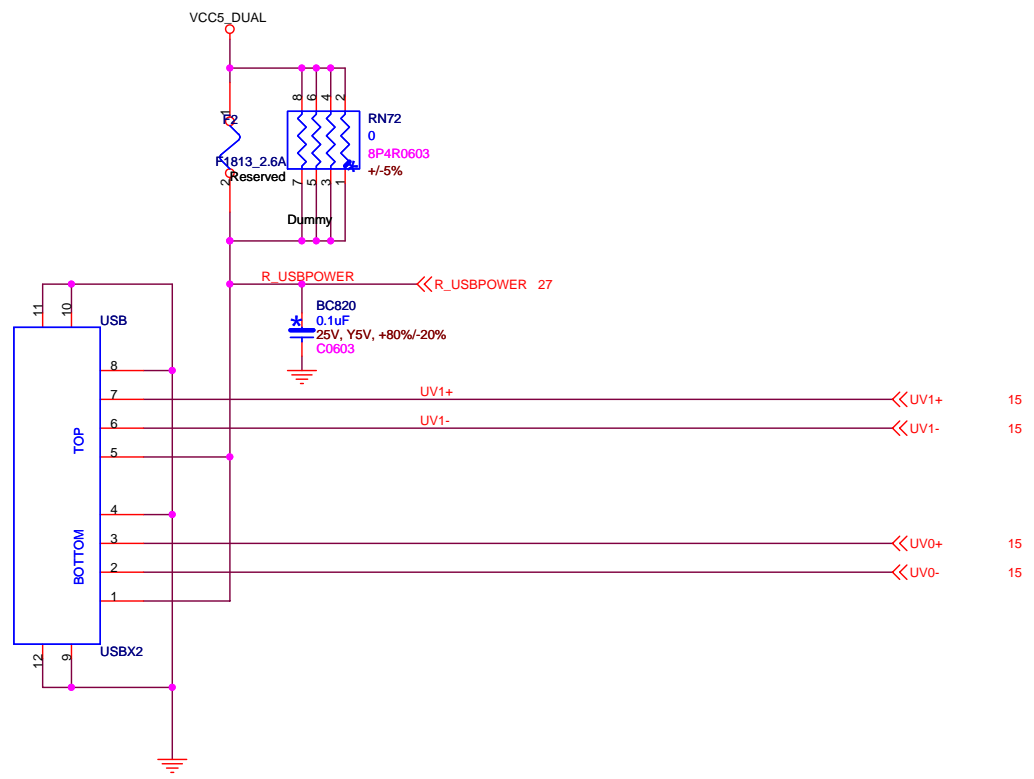 VCC5_DUAL
8 6 4 2
1
F2
RN72
0
8P4R0603
+/-5%
F1813_2.6A
Reserved
2
7 5 3 1
Dummy
R_USBPOWER
R_USBPOWER 27
BC820
0.1uF
25V, Y5V, +80%/-20%
C0603
11 10
USB
8
7
UV1+
UV1+ 15
6
UV1-
UV1- 15
TOP
5
4
3
UV0+ 15
BOTTOM
2
UV0- 15
1
USBX2
12 9